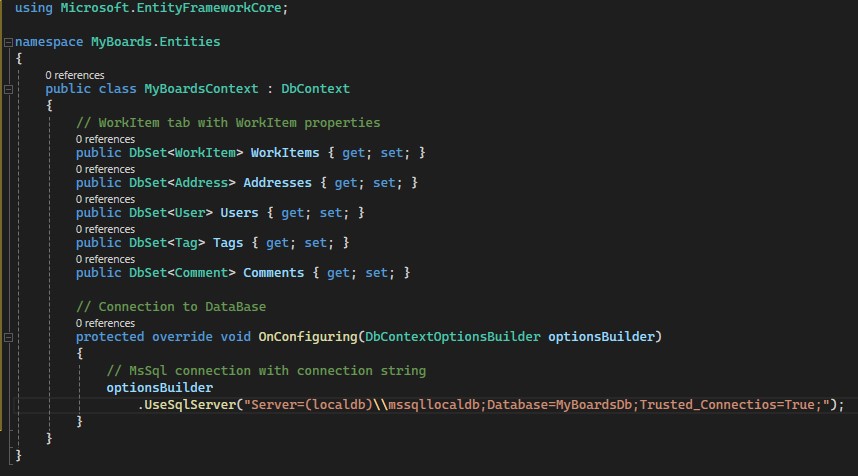 using Microsoft.EntityFrameworkCore;
namespace MyBoards.Entities
{
0 references
public class MyBoardsContext : DbContext
{
// WorkItem tab with WorkItem properties
0 references
public DbSet<WorkItem> WorkItems { get; set; }
0 references
public DbSet<Address> Addresses { get; set; }
0 references
public DbSet<User> Users { get; set; }
0 references
public DbSet<Tag> Tags { get; set; }
0 references
public DbSet<Comment> Comments { get; set; }
// Connection to DataBase
0 references
protected override void OnConfiguring(DbContextOptionsBuilder optionsBuilder)
{
// MsSql connection with connection string
optionsBuilder
.UseSqlServer("Server=(localdb)\\mssqllocaldb;Database=MyBoardsDb;Trusted_Connectios=True;");
}
}
}